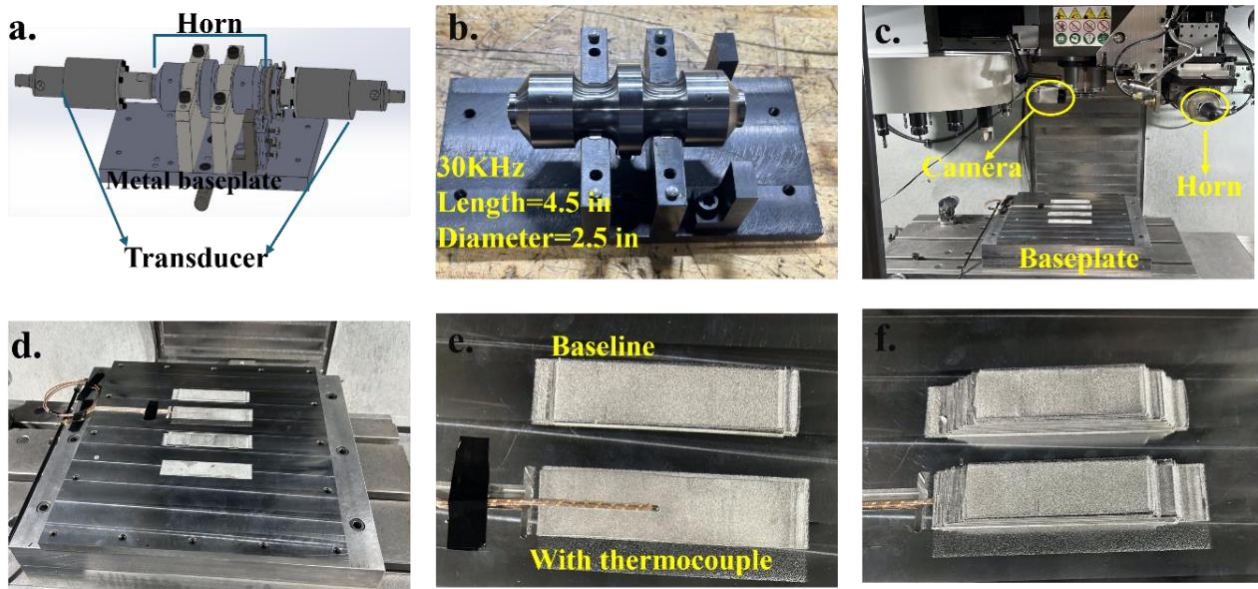 a.
Horn
Metal baseplate
Transducer
b.
30KHz
Length=4.5 in
Diameter=2.5 in
c.
Camera
Horn
Baseplate
d.
e.
Baseline
With thermocouple
f.